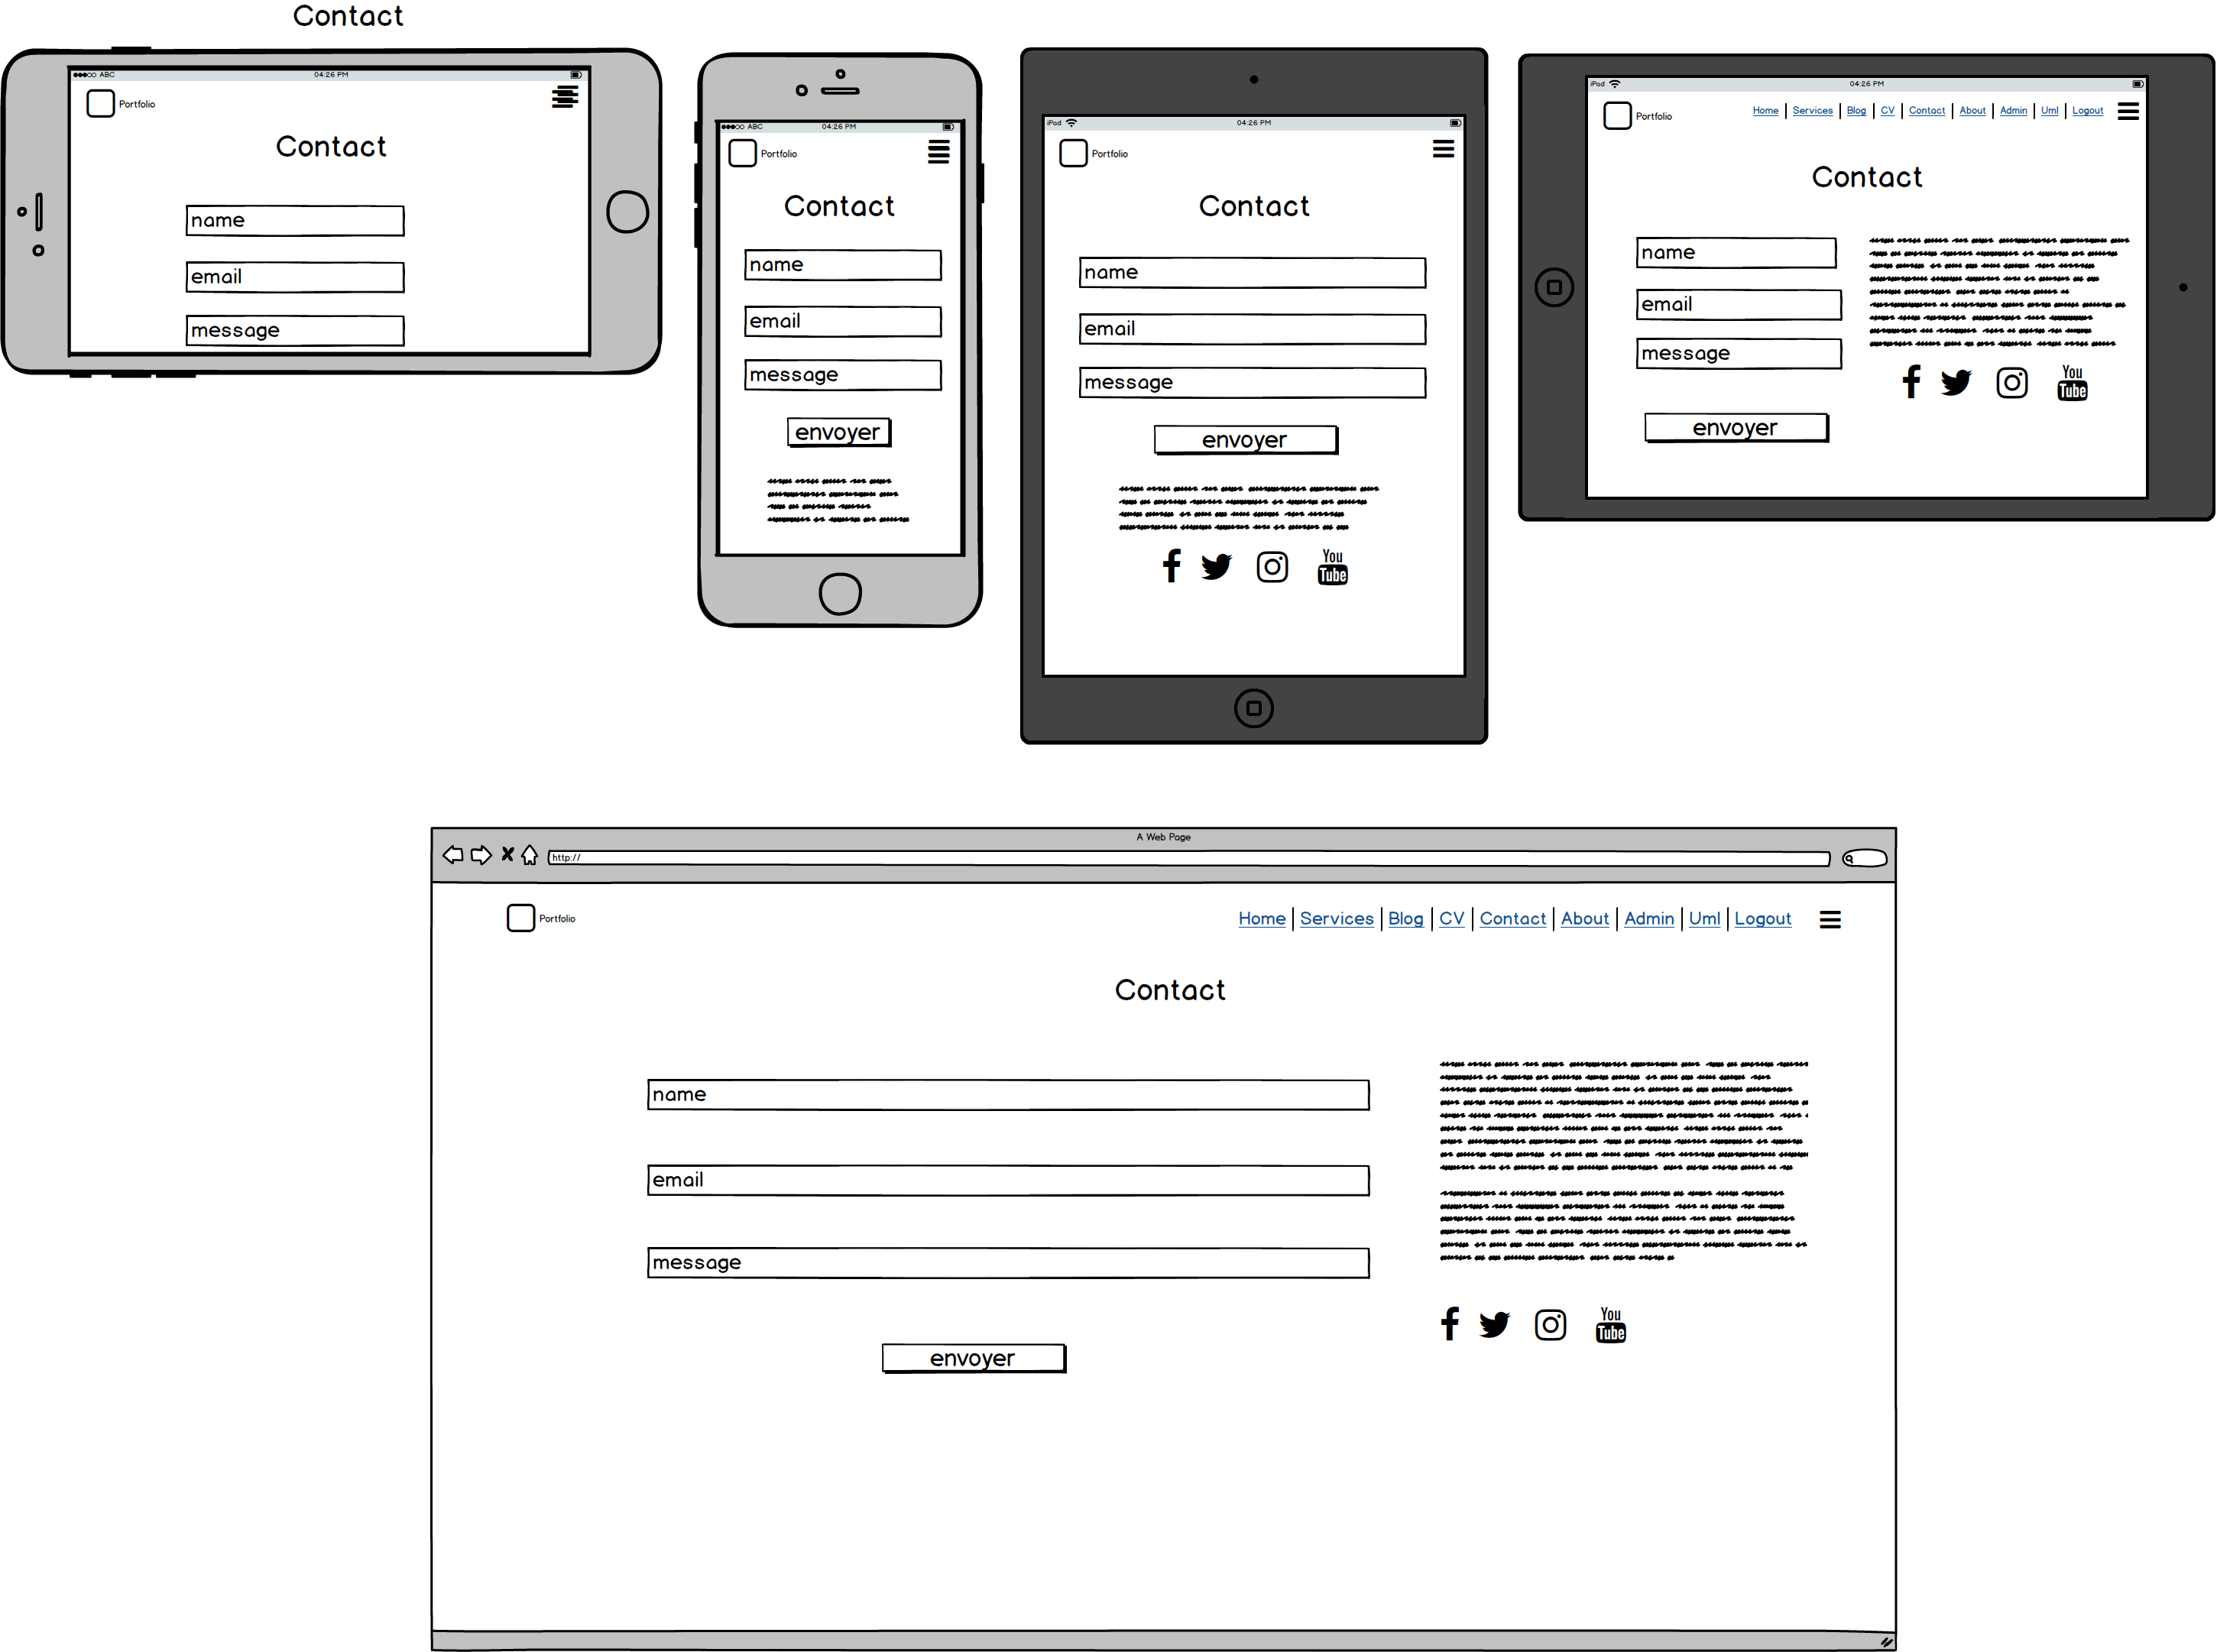 Contact
ABC 04:26 PM
Portfolio
Contact
name
email
message
ABC 04:26 PM
Portfolio
Contact
name
email
message
envoyer
iPad 04:26 PM
Portfolio
Contact
name
email
message
envoyer
You
Tube
iPad 04:26 PM
Portfolio Home Services Blog CV Contact About Admin Uml Logout
Contact
name
email
message
envoyer
You
Tube
A Web Page
http://
Portfolio Home Services Blog CV Contact About Admin Uml Logout
Contact
name
email
message
envoyer
You
Tube